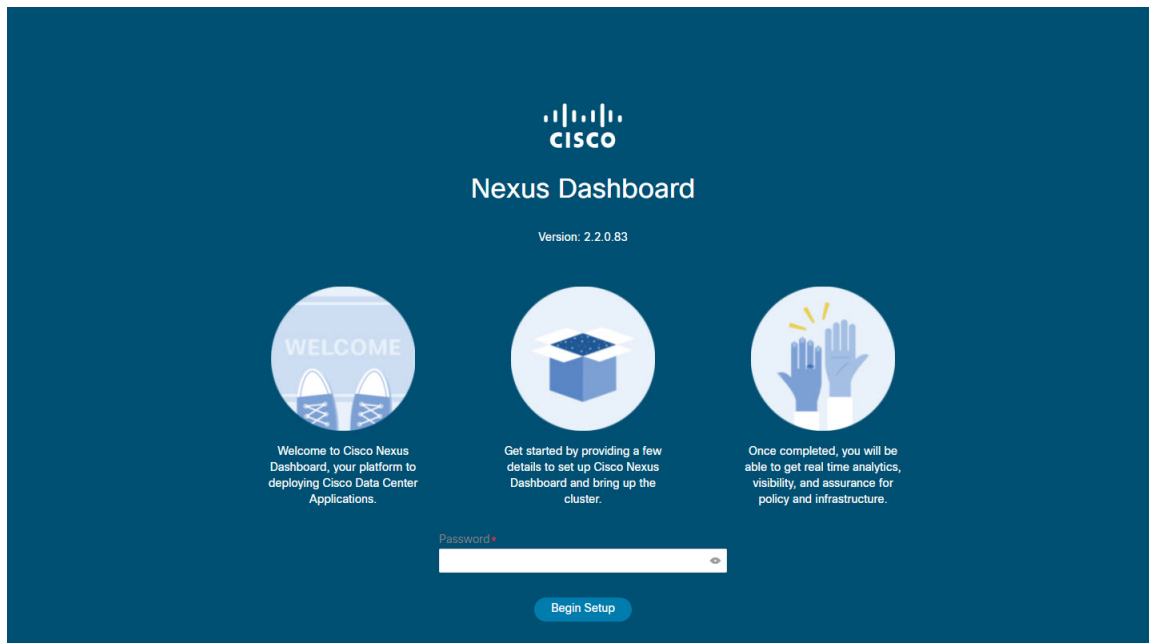 CISCO
Nexus Dashboard
Version: 2.2.0.83
WELCOME
Welcome to Cisco Nexus
Dashboard, your platform to
deploying Cisco Data Center
Applications.
Get started by providing a few
details to set up Cisco Nexus
Dashboard and bring up the
cluster.
Once completed, you will be
able to get real time analytics,
visibility, and assurance for
policy and infrastructure.
Password*
Begin Setup